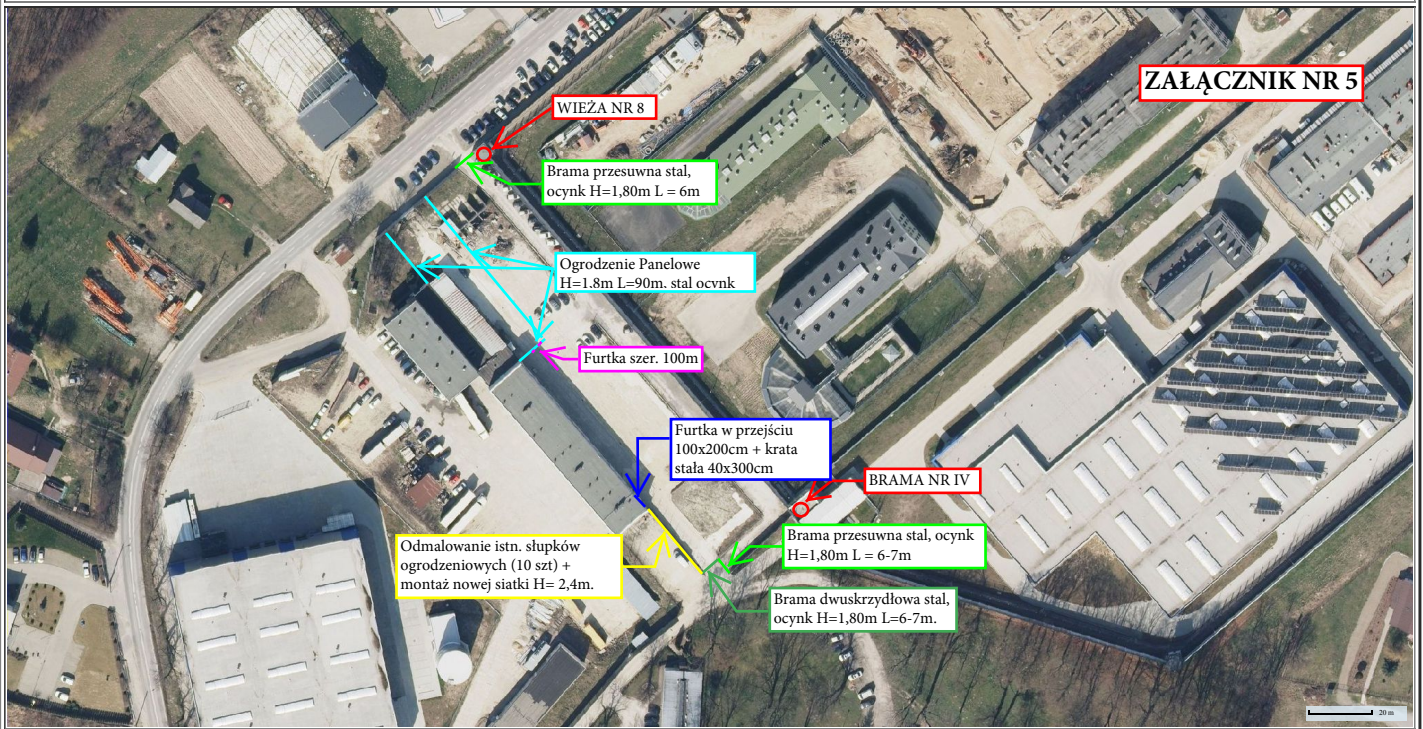 ZAŁĄCZNIK NR 5
WIEŻA NR 8
Brama przesuwna stal,
ocynk H=1,80m L = 6m
Ogrodzenie Panelowe
H=1,8m L=90m, stal ocynk
Furtka szer. 100m
Furtka w przejściu
100x200cm + krata
stała 40x300cm
BRAMA NR IV
Brama przesuwna stal, ocynk
H=1,80m L = 6-7m
Odmalowanie istn. słupków
ogrodzeniowych (10 szt) +
montaż nowej siatki H= 2,4m.
Brama dwuskrzydłowa stal,
ocynk H=1,80m L=6-7m.
20 m